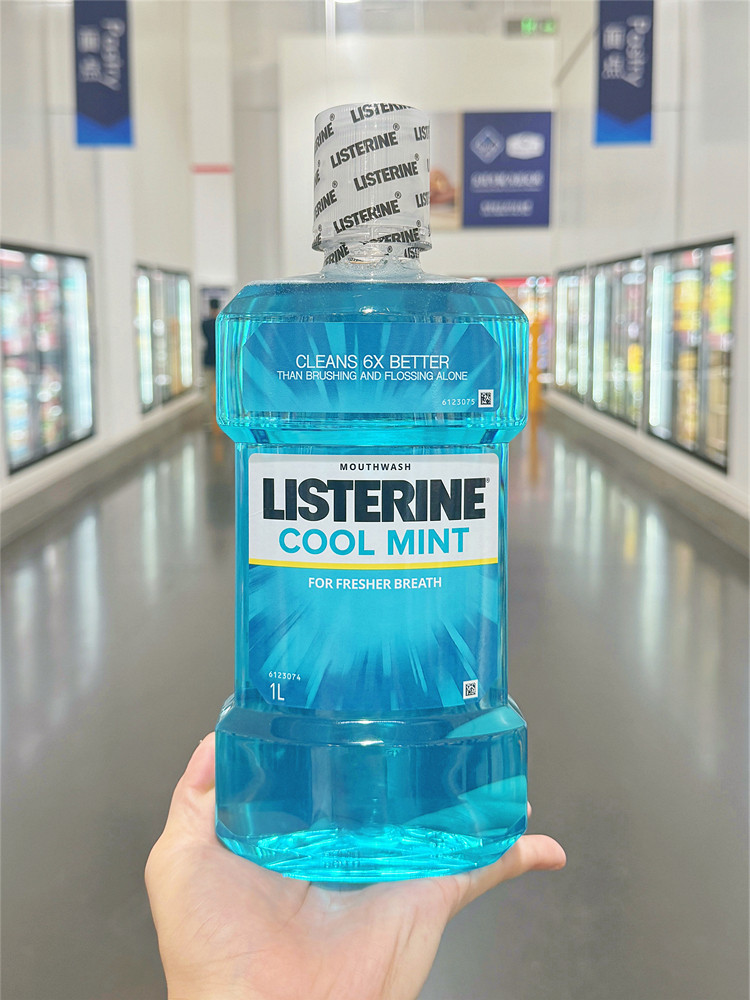 LISTERINE®
LISTERINE®
LISTERINE®
LISTERINE®
CLEANS 6X BETTER
THAN BRUSHING AND FLOSSING ALONE
6123075
MOUTHWASH
LISTERINE®
COOL MINT
FOR FRESHER BREATH
6123074
1L